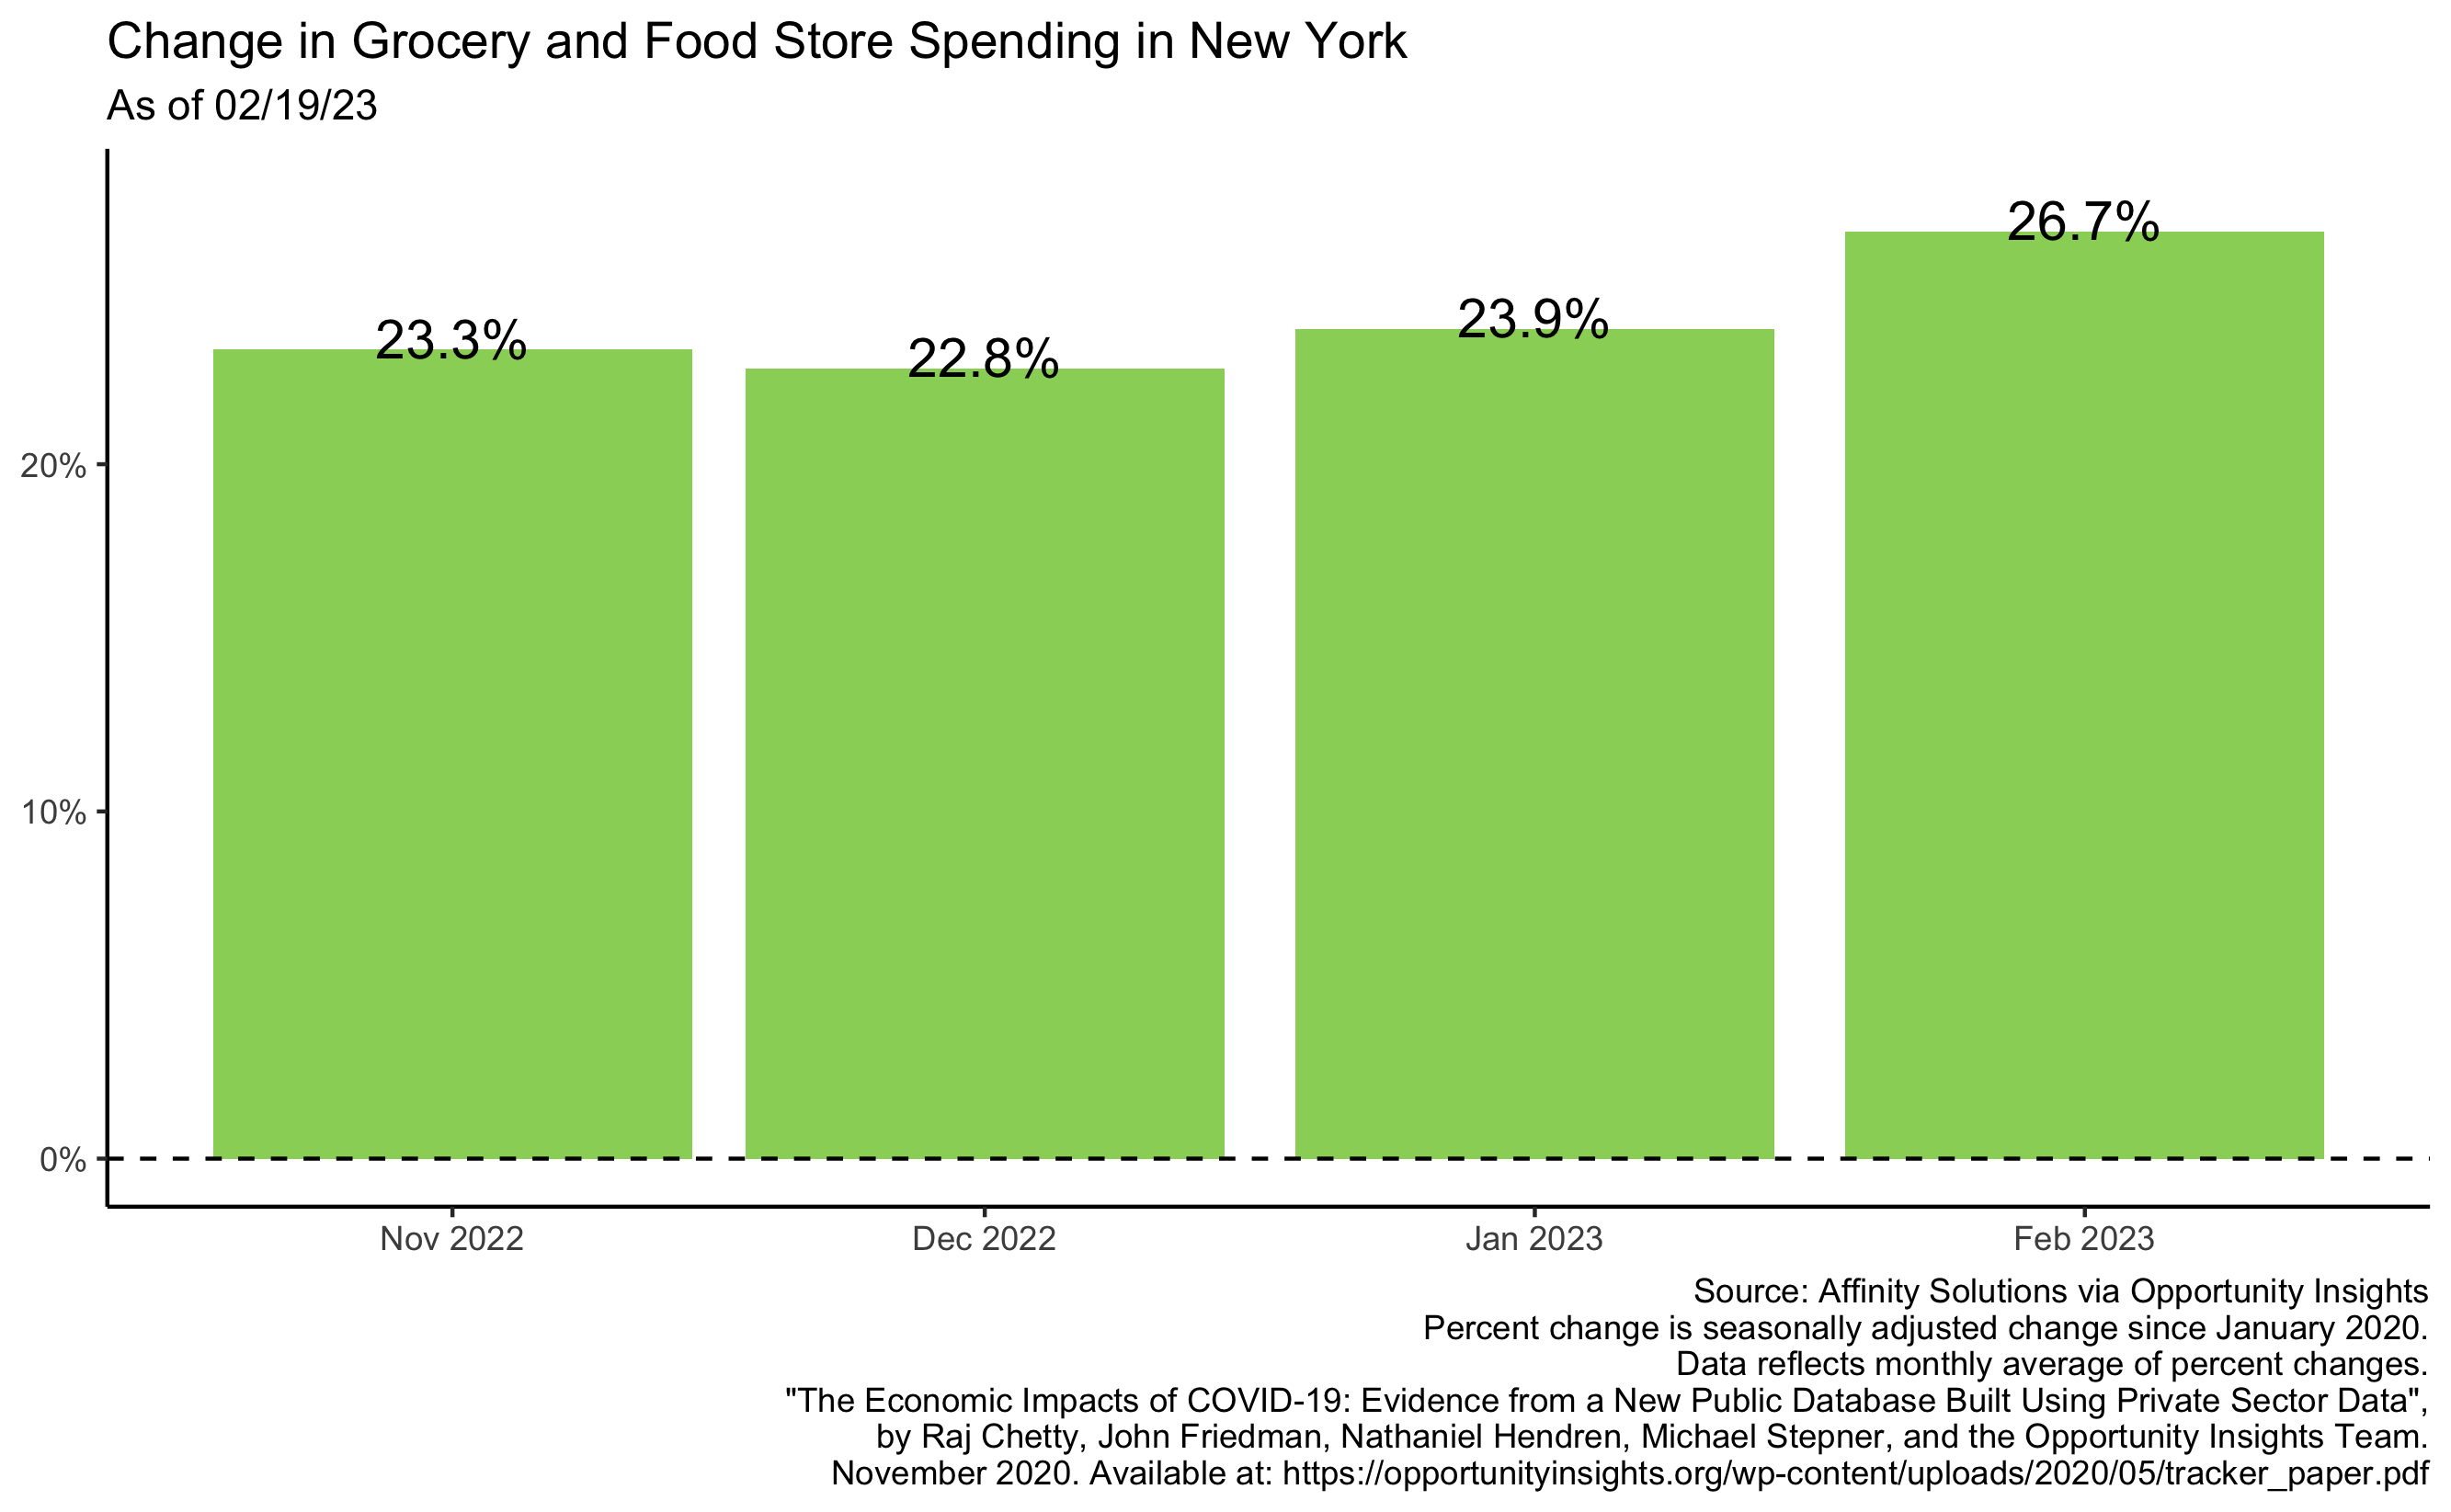 Change in Grocery and Food Store Spending in New York
As of 02/19/23
26.7%
23.9%
23.3%
22.8%
20%
10%
0%
Nov 2022
Dec 2022
Jan 2023
Feb 2023
Source: Affinity Solutions via Opportunity Insights
Percent change is seasonally adjusted change since January 2020.
Data reflects monthly average of percent changes.
"The Economic Impacts of COVID-19: Evidence from a New Public Database Built Using Private Sector Data",
by Raj Chetty, John Friedman, Nathaniel Hendren, Michael Stepner, and the Opportunity Insights Team.
November 2020. Available at: https://opportunityinsights.org/wp-content/uploads/2020/05/tracker_paper.pdf